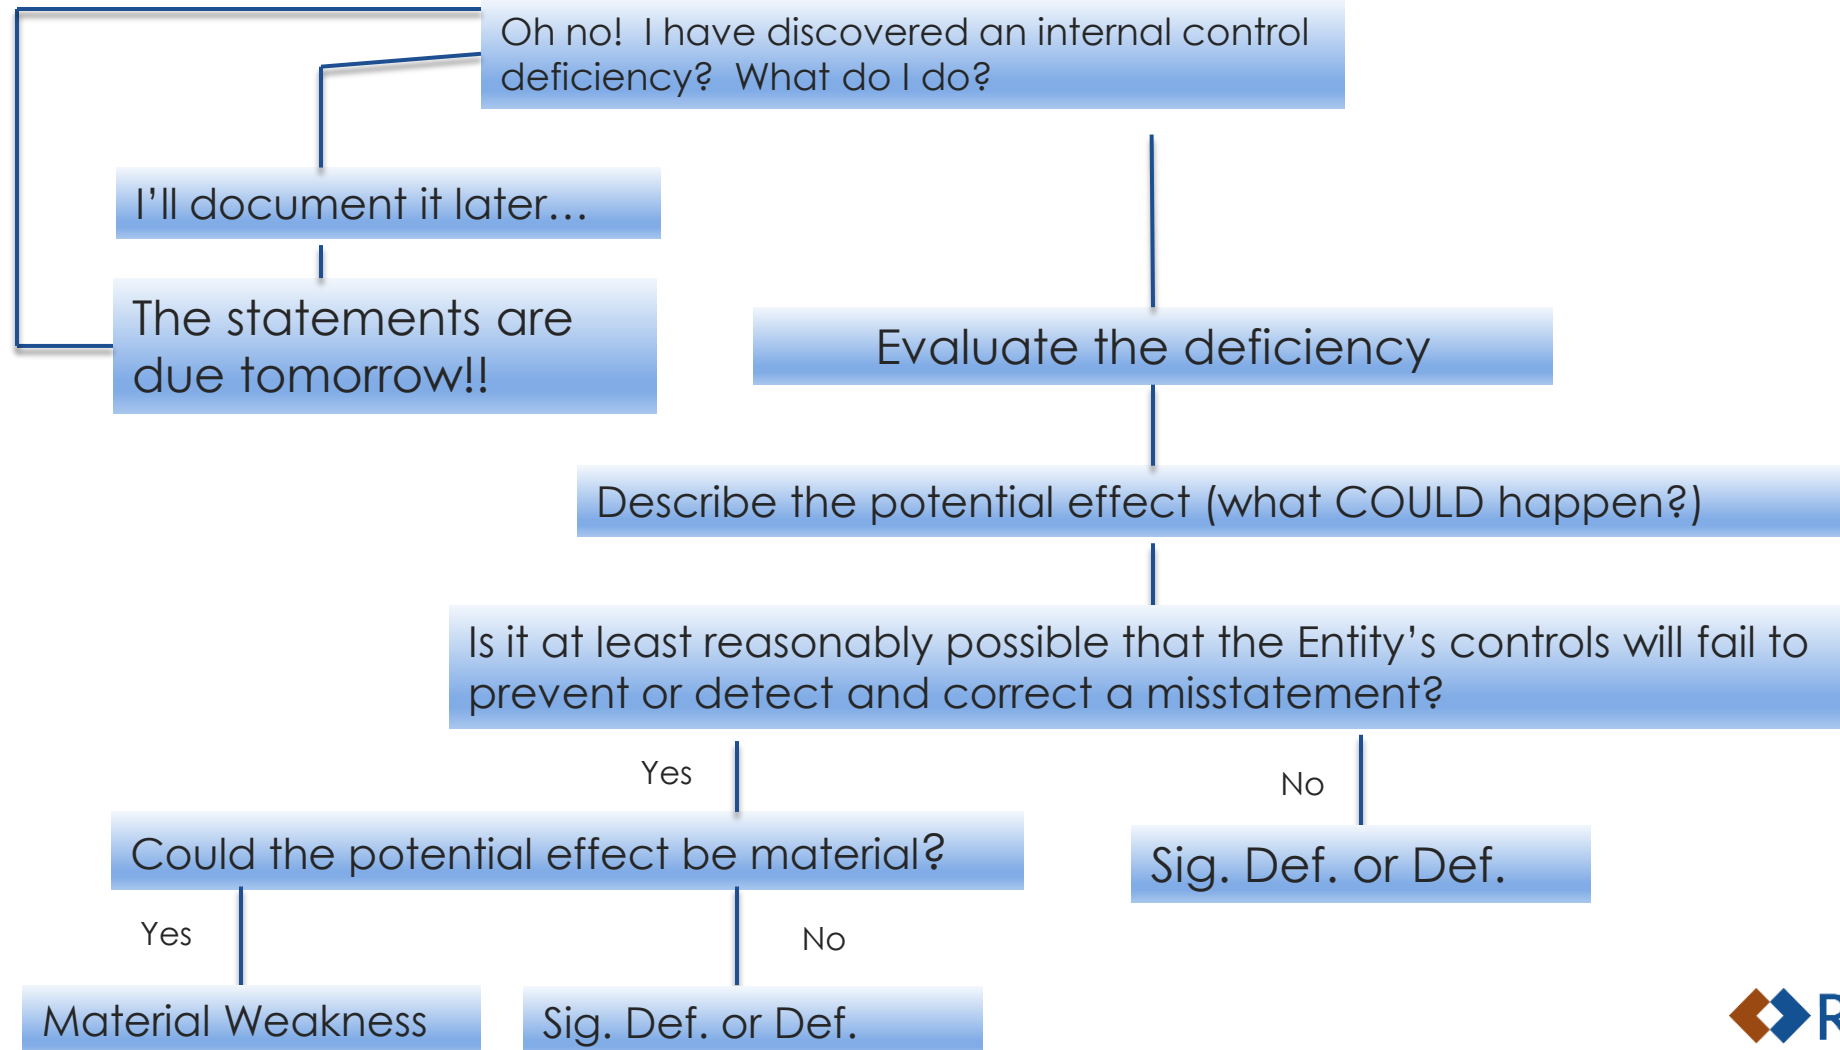 Oh no!  I have discovered an internal control
deficiency?  What do I do?
I’ll document it later…
The statements are
due tomorrow!!
Evaluate the deficiency
Describe the potential effect (what COULD happen?)
Is it at least reasonably possible that the Entity’s controls will fail to
prevent or detect and correct a misstatement?
Yes
No
Could the potential effect be material?
Sig. Def. or Def.
Yes
No
Material Weakness
Sig. Def. or Def.
R